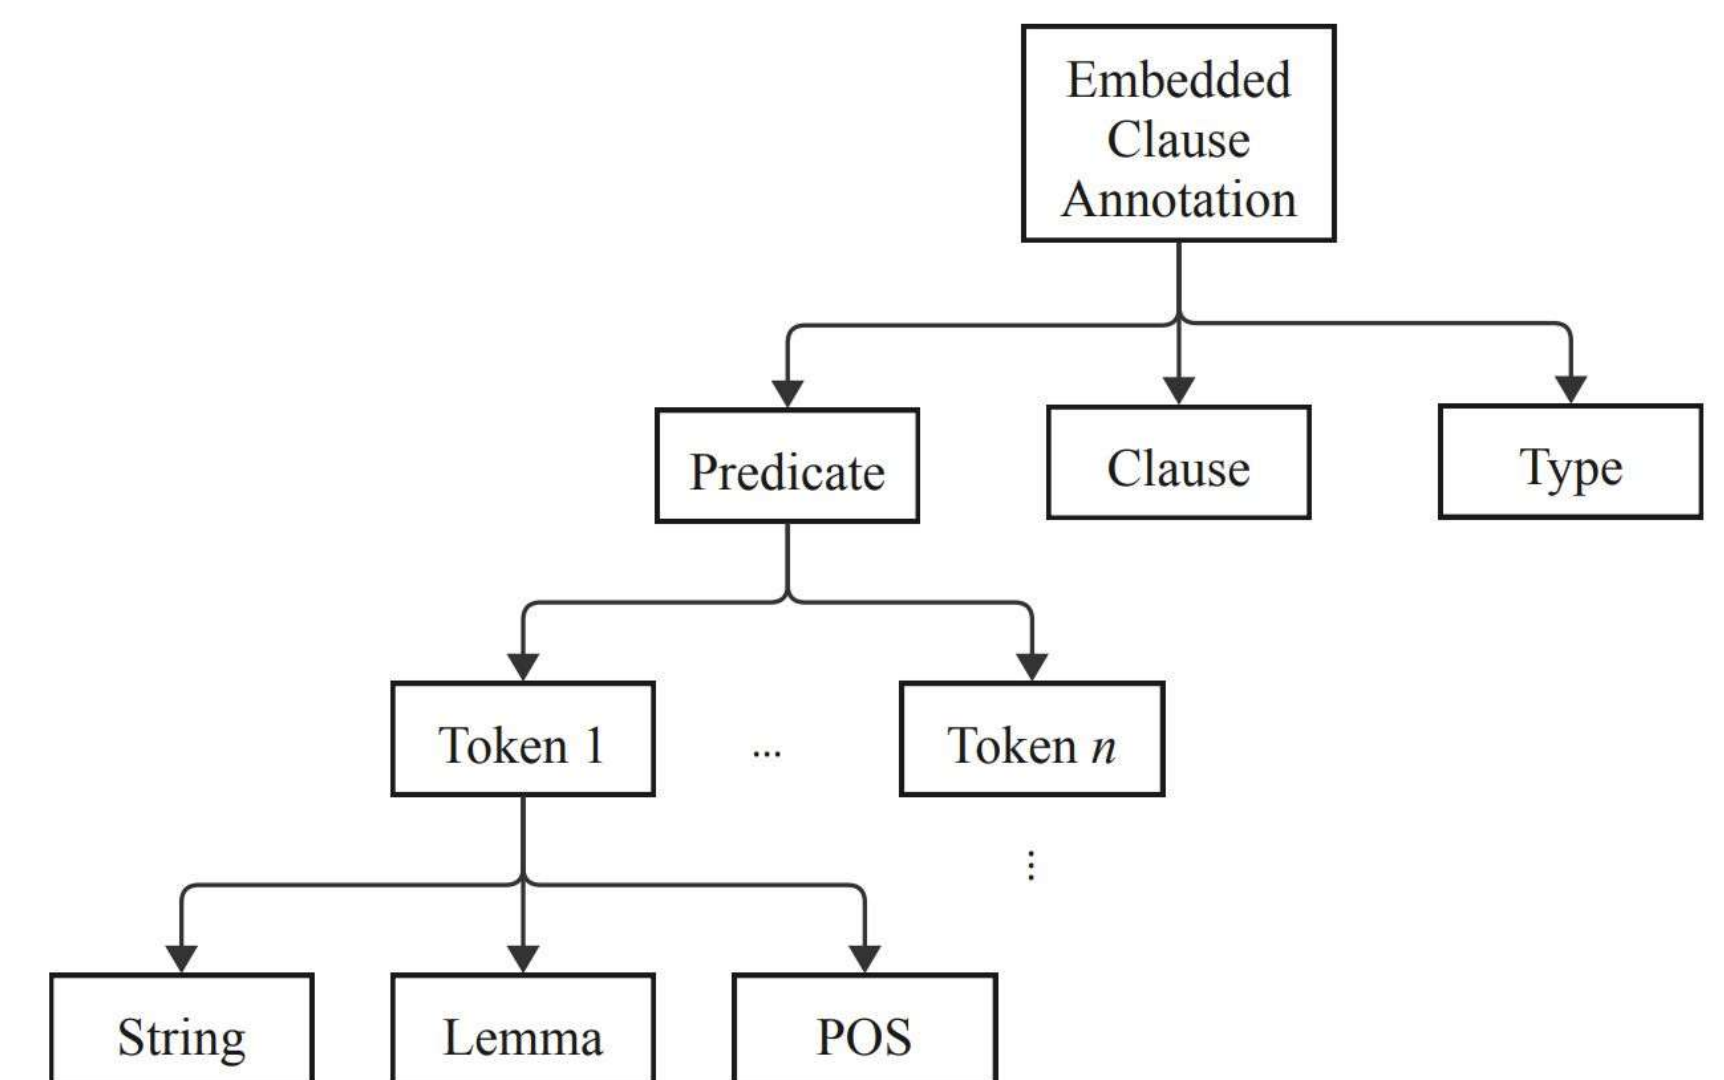 Embedded
Clause
Annotation
Predicate
Clause
Type
Token 1
...
Token n
⋮
String
Lemma
POS